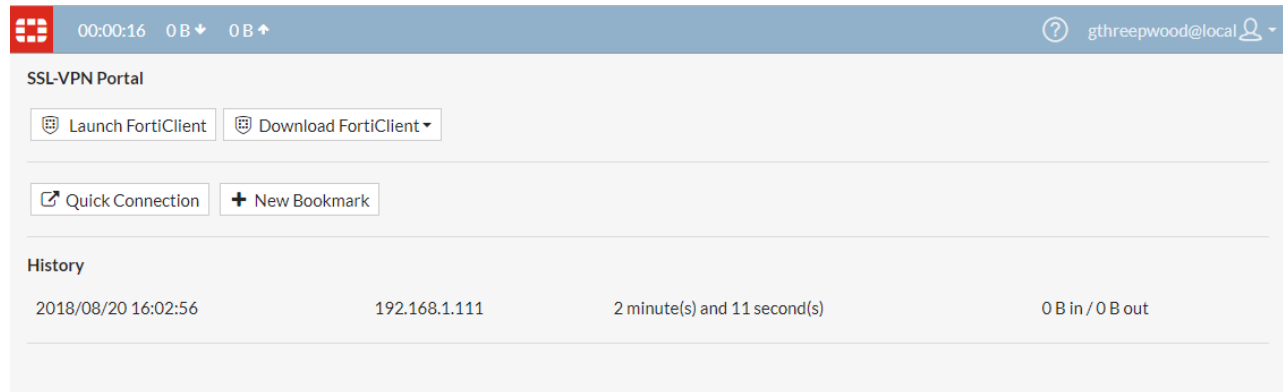 00:00:16 0 B 0 B gthreepwood@local
SSL-VPN Portal
Launch FortiClient Download FortiClient
Quick Connection New Bookmark
History
2018/08/20 16:02:56 192.168.1.111 2 minute(s) and 11 second(s) 0 B in / 0 B out